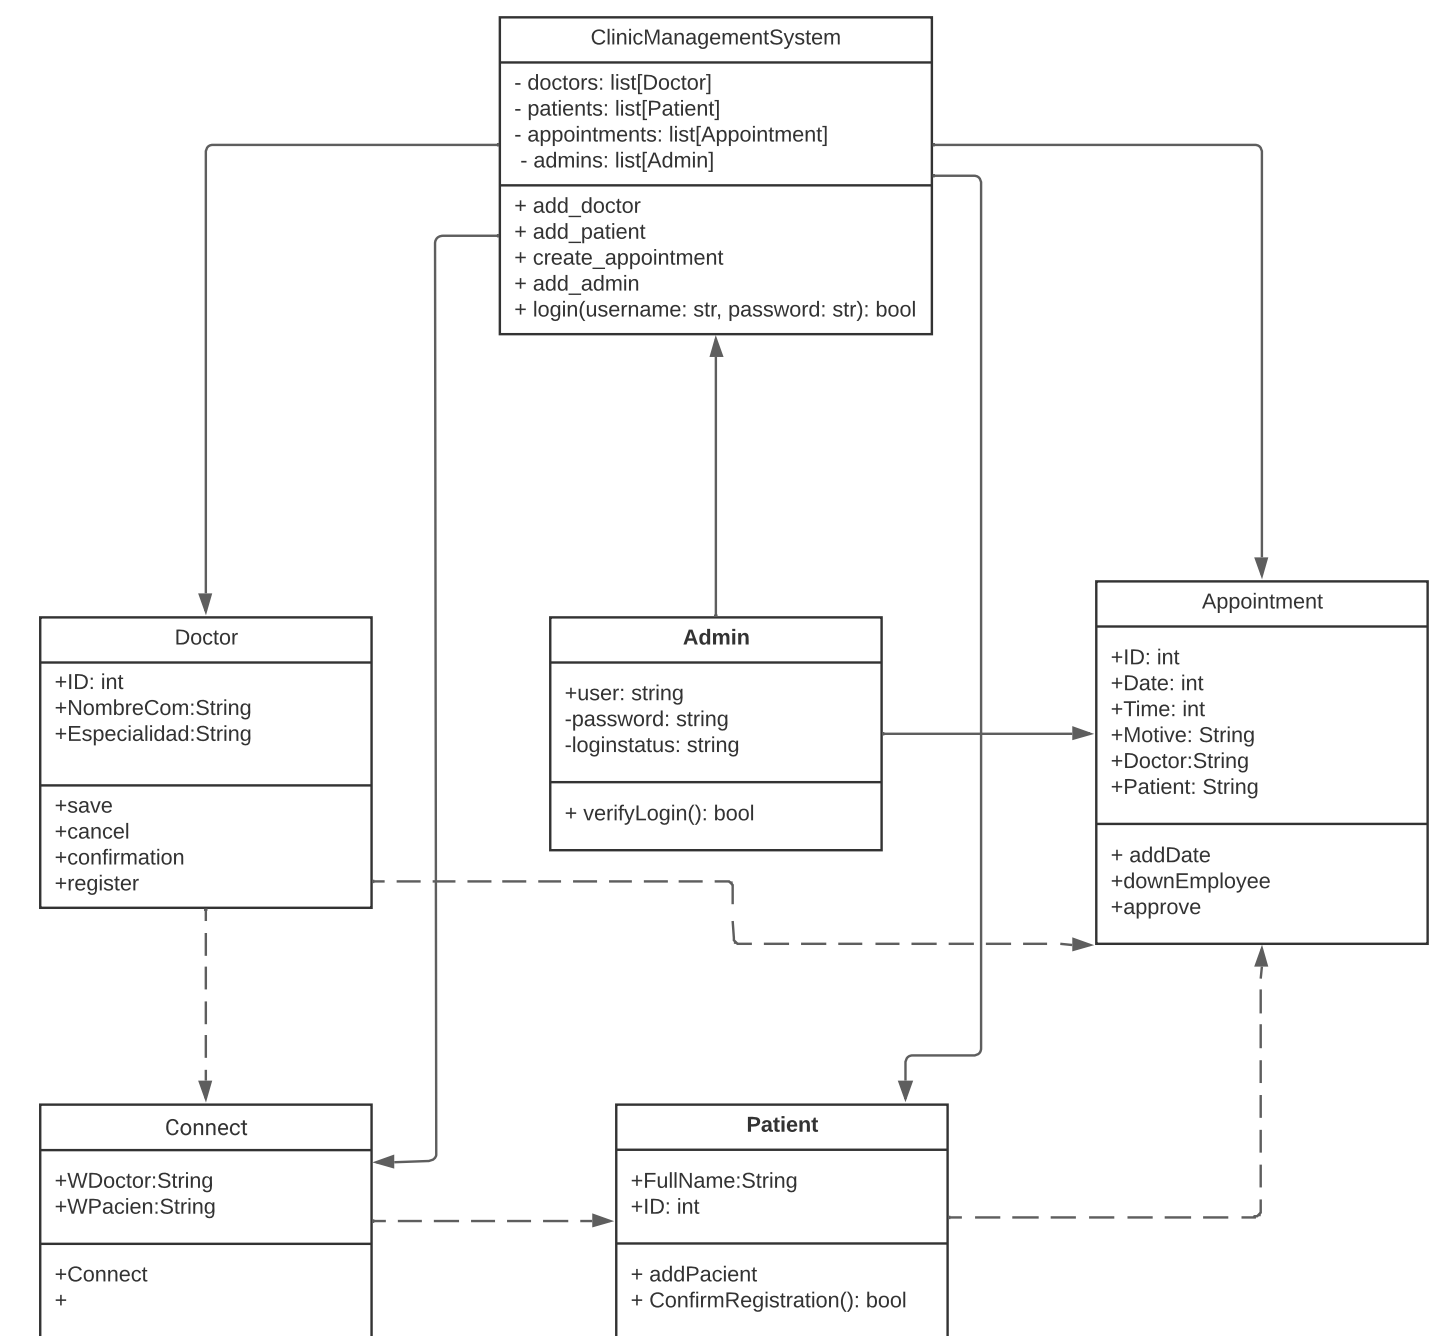 ClinicManagementSystem
- doctors: list[Doctor]
- patients: list[Patient]
- appointments: list[Appointment]
- admins: list[Admin]
+ add_doctor
+ add_patient
+ create_appointment
+ add_admin
+ login(username: str, password: str): bool
Doctor
+ID: int
+NombreCom:String
+Especialidad:String
+save
+cancel
+confirmation
+register
Admin
+user: string
-password: string
-loginstatus: string
+ verifyLogin(): bool
Appointment
+ID: int
+Date: int
+Time: int
+Motive: String
+Doctor:String
+Patient: String
+ addDate
+downEmployee
+approve
Connect
+WDoctor:String
+WPacien:String
+Connect
+
Patient
+FullName:String
+ID: int
+ addPacient
+ ConfirmRegistration(): bool